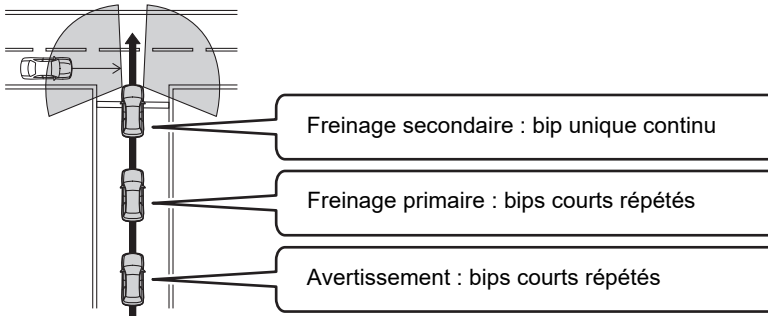 Freinage secondaire : bip unique continu
Freinage primaire : bips courts répétés
Avertissement : bips courts répétés